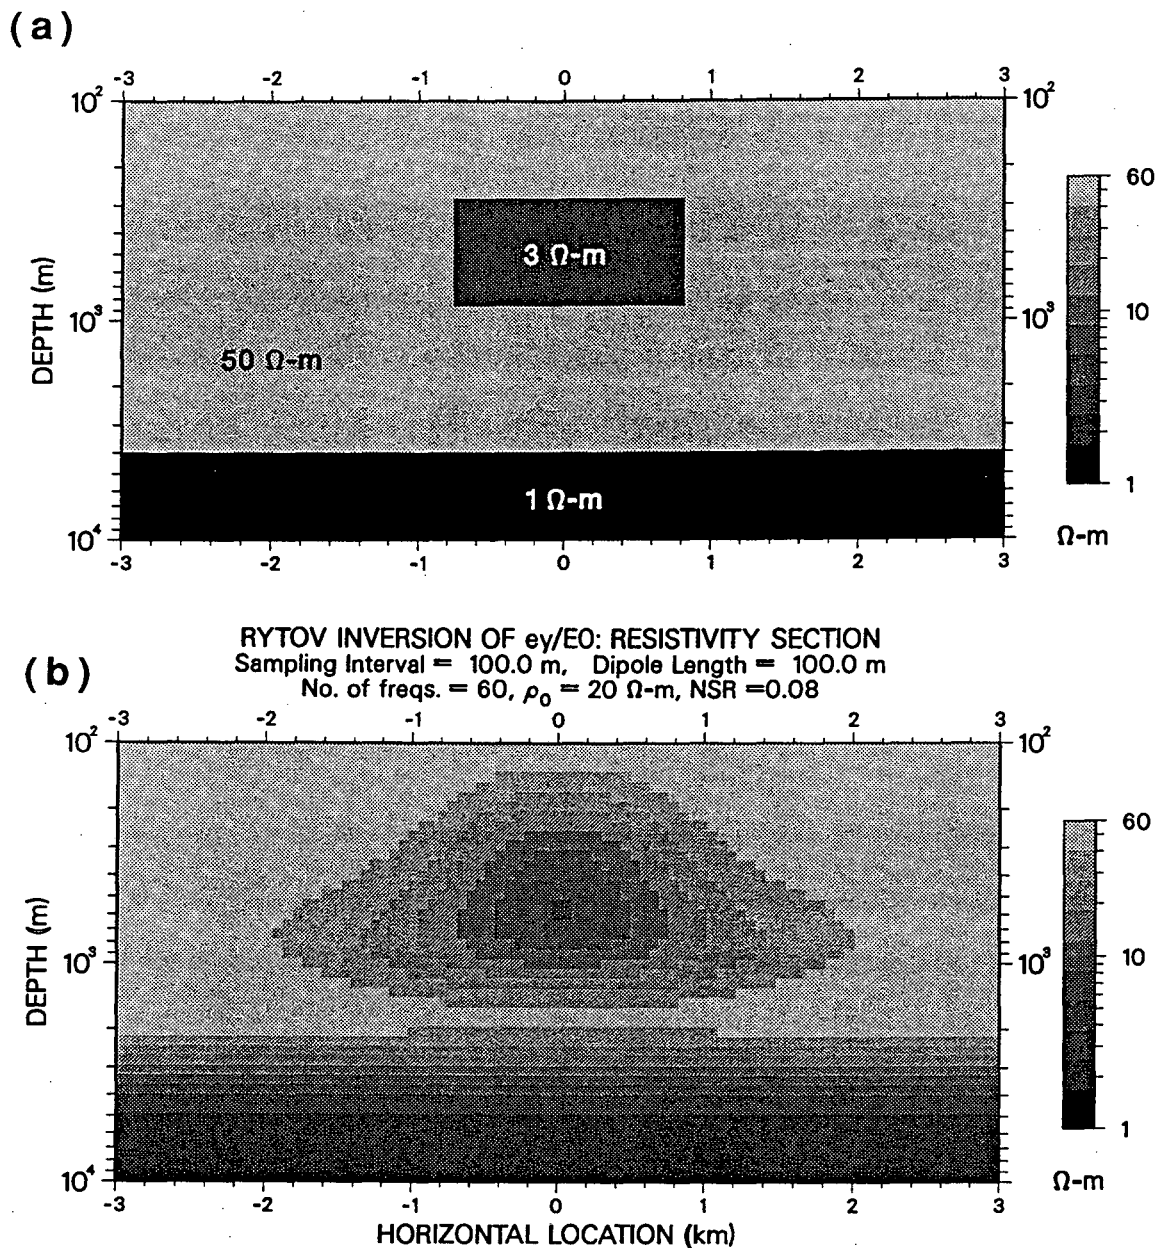 (a)
-3 -2 -1 0 1 2 3
10² 10²
60
3 Ω-m
10
DEPTH (m)
10³ 10³
50 Ω-m
1 Ω-m
1
10⁴ 10⁴
Ω-m
-3 -2 -1 0 1 2 3
RYTOV INVERSION OF ey/E0: RESISTIVITY SECTION
(b)
Sampling Interval = 100.0 m, Dipole Length = 100.0 m
No. of freqs. = 60, ρ₀ = 20 Ω-m, NSR =0.08
-3 -2 -1 0 1 2 3
10² 10²
60
DEPTH (m)
10³ 10³
10
1
10⁴ 10⁴
Ω-m
-3 -2 -1 0 1 2 3
HORIZONTAL LOCATION (km)